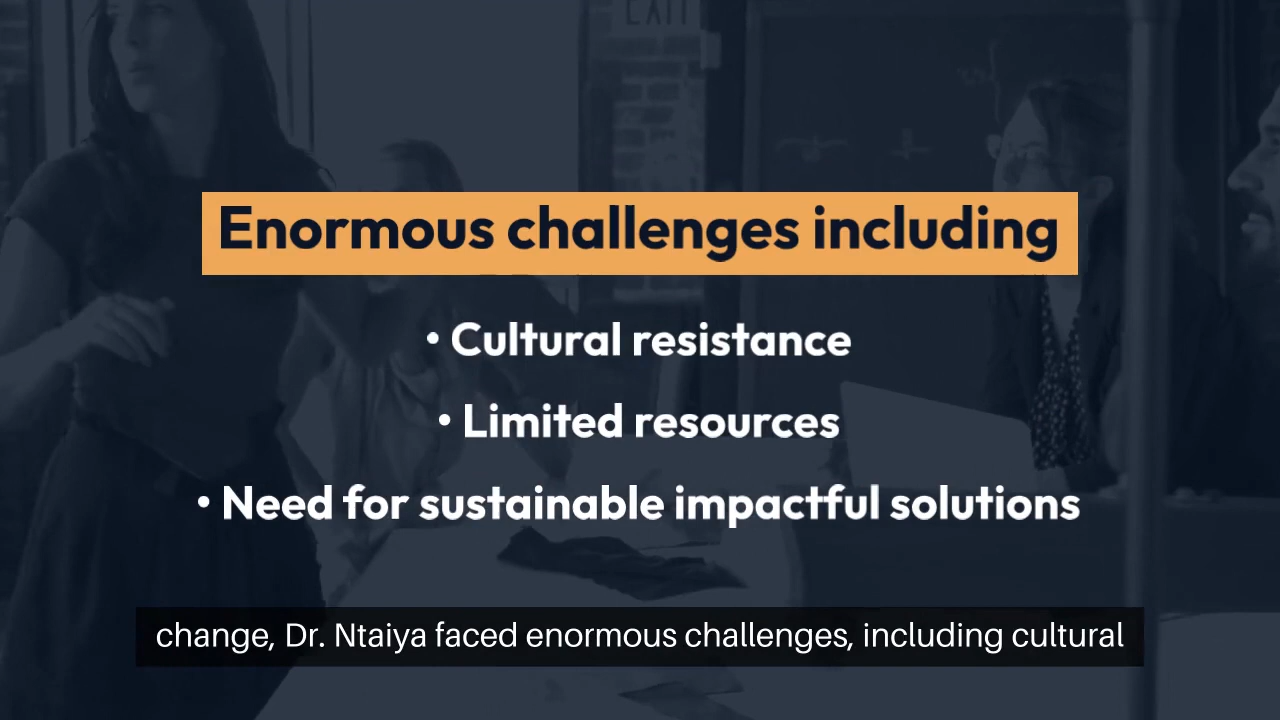 EXIT
Enormous challenges including
• Cultural resistance
• Limited resources
• Need for sustainable impactful solutions
change, Dr. Ntaiya faced enormous challenges, including cultural